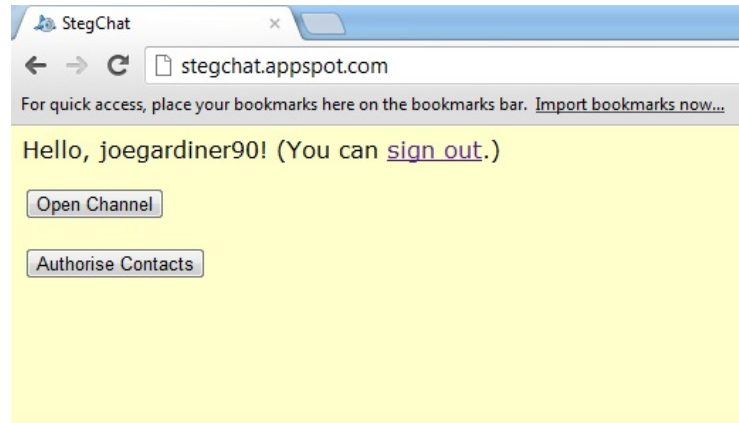 StegChat
stegchat.appspot.com
For quick access, place your bookmarks here on the bookmarks bar. Import bookmarks now...
Hello, joegardiner90! (You can sign out.)
Open Channel
Authorise Contacts